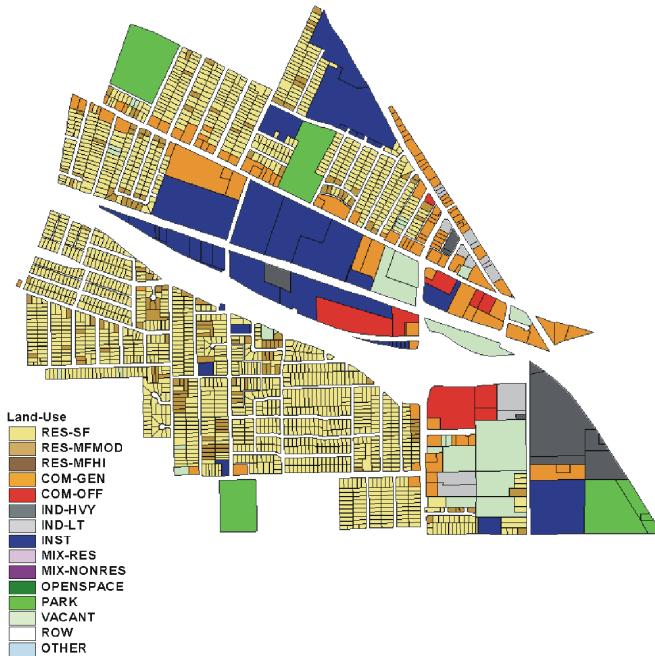 Land-Use
RES-SF
RES-MFMOD
RES-MFHI
COM-GEN
COM-OFF
IND-HVY
IND-LT
INST
MIX-RES
MIX-NONRES
OPENSPACE
PARK
VACANT
ROW
OTHER